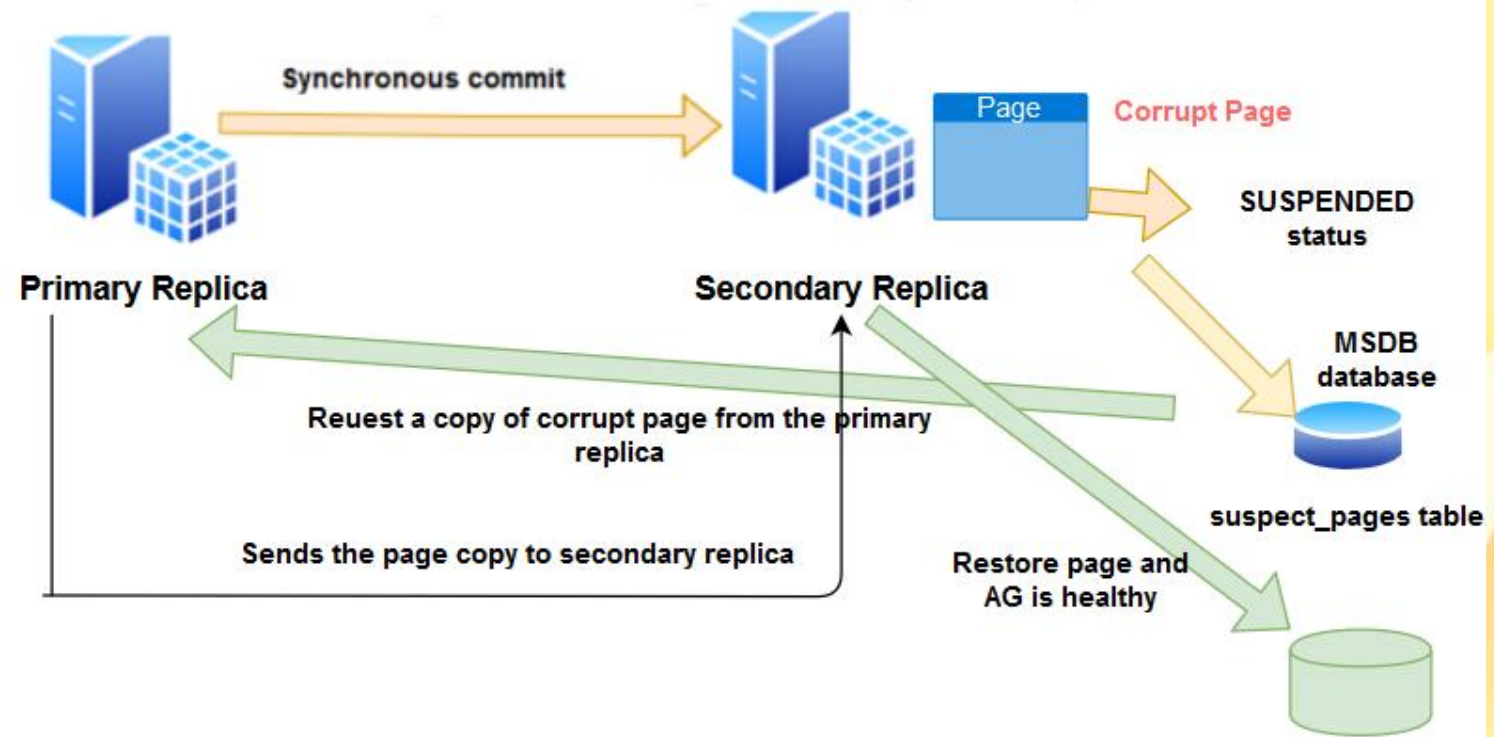 Synchronous commit
Page
Corrupt Page
SUSPENDED
status
Primary Replica
Secondary Replica
MSDB
database
Reuest a copy of corrupt page from the primary
replica
suspect_pages table
Sends the page copy to secondary replica
Restore page and
AG is healthy